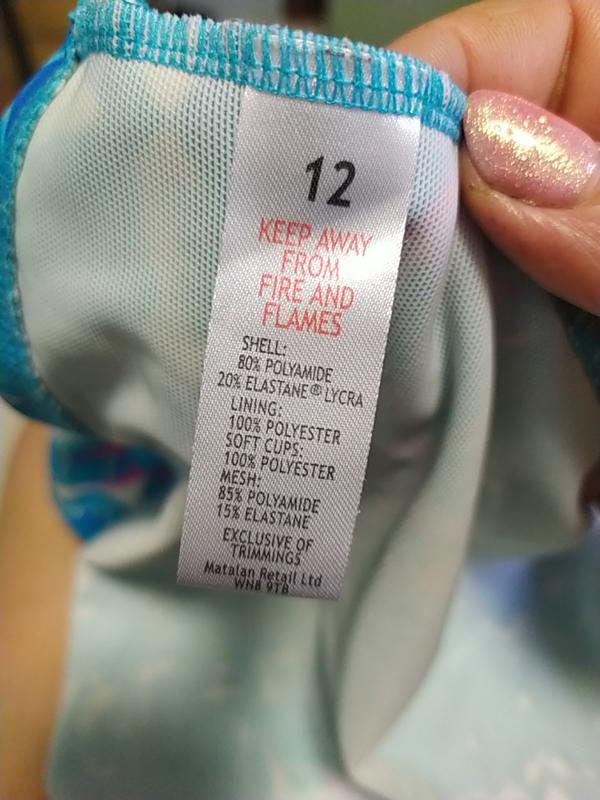 12
KEEP AWAY
FROM
FIRE AND
FLAMES
SHELL:
80% POLYAMIDE
20% ELASTANE®LYCRA
LINING:
100% POLYESTER
SOFT CUPS:
100% POLYESTER
MESH:
85% POLYAMIDE
15% ELASTANE
EXCLUSIVE OF
TRIMMINGS
Matalan Retail Ltd
WN8 9TB